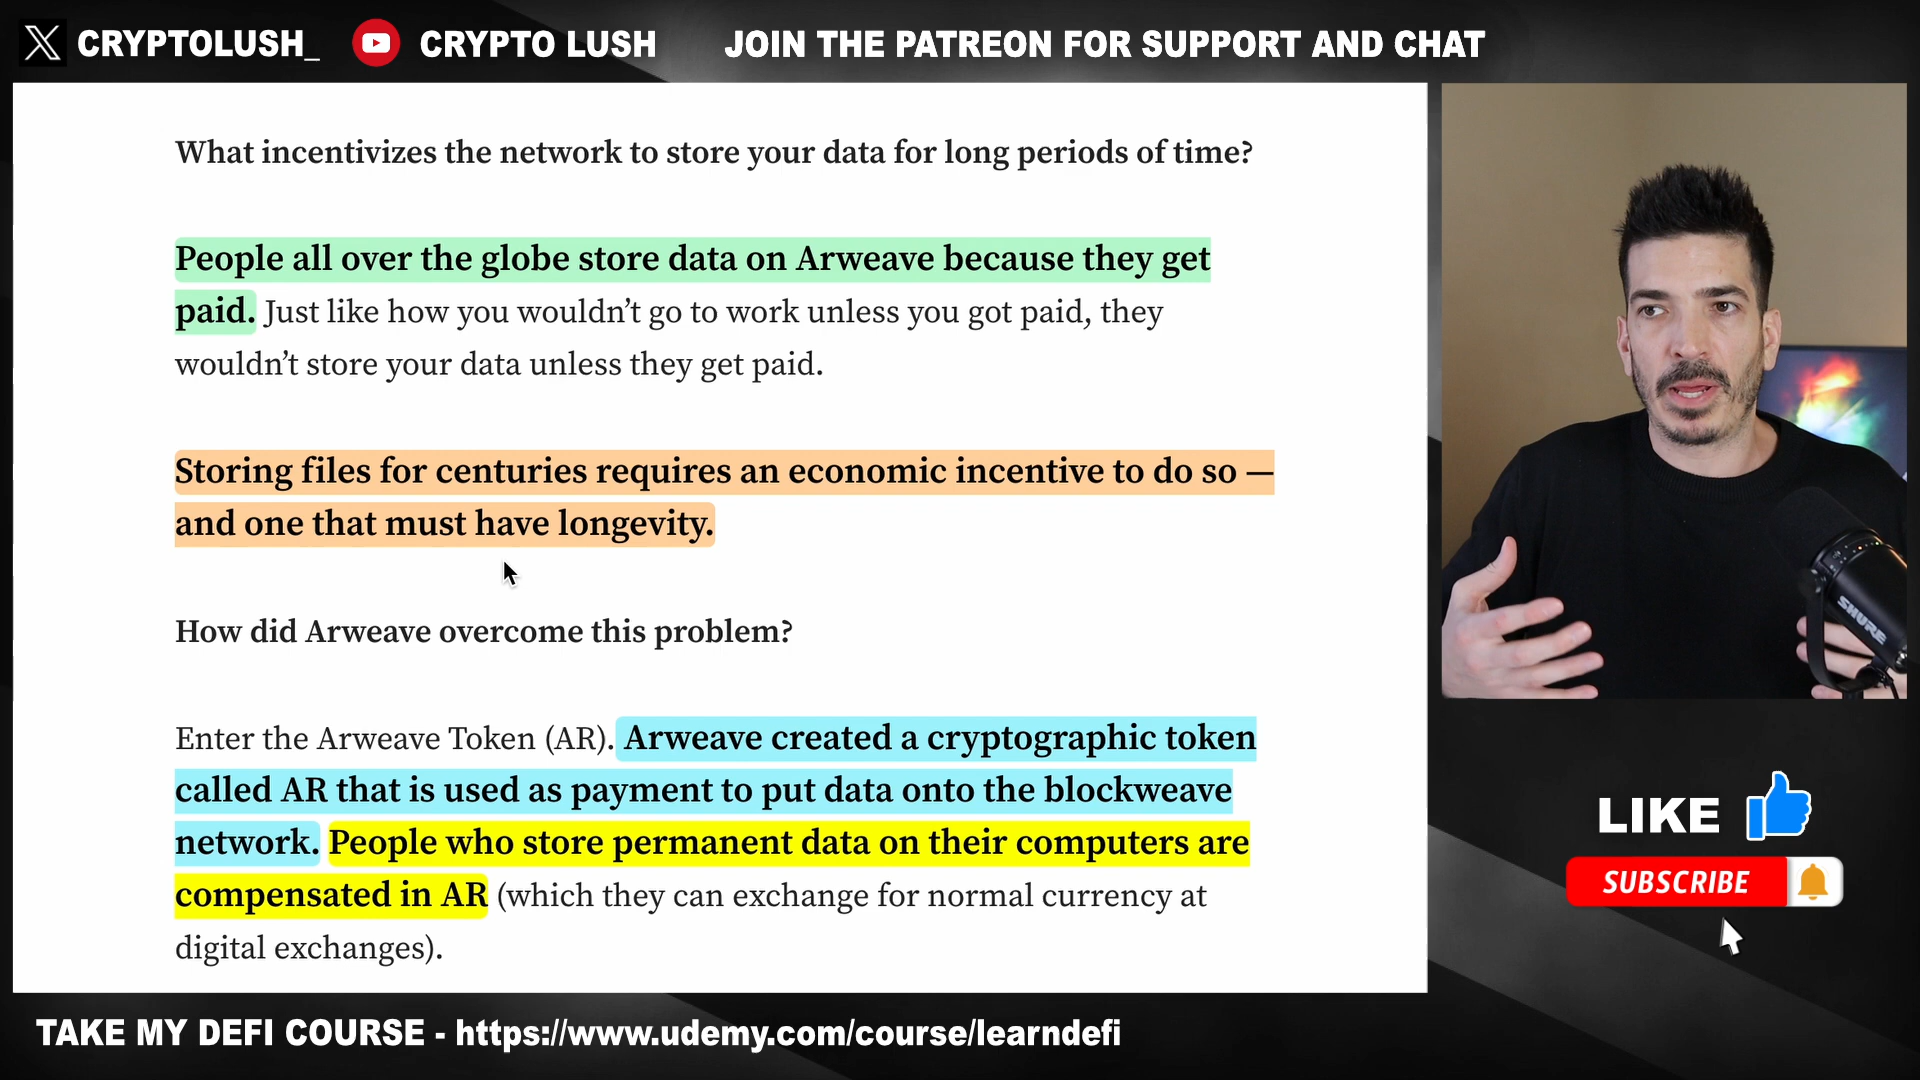 X CRYPTOLUSH_ CRYPTO LUSH JOIN THE PATREON FOR SUPPORT AND CHAT
What incentivizes the network to store your data for long periods of time?
People all over the globe store data on Arweave because they get
paid. Just like how you wouldn’t go to work unless you got paid, they
wouldn’t store your data unless they get paid.
Storing files for centuries requires an economic incentive to do so —
and one that must have longevity.
How did Arweave overcome this problem?
Enter the Arweave Token (AR). Arweave created a cryptographic token
called AR that is used as payment to put data onto the blockweave
network. People who store permanent data on their computers are
compensated in AR (which they can exchange for normal currency at
digital exchanges).
SHURE
LIKE
SUBSCRIBE
TAKE MY DEFI COURSE - https://www.udemy.com/course/learndefi